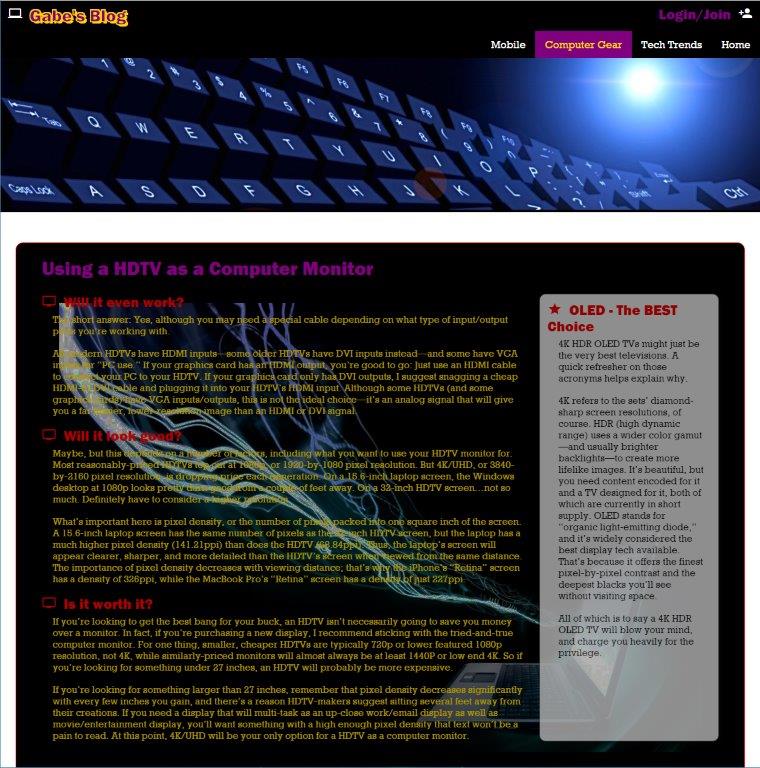 Gabe's Blog
Login/Join
Mobile
Computer Gear
Tech Trends
Home
Tab Q W E R T Y U I O P
Caps Lock A S D F G H J K L
Shift
Ctrl
Using a HDTV as a Computer Monitor
Will it even work?
The short answer: Yes, although you may need a special cable depending on what type of input/output
you're working with.
HDTVs have HDMI inputs—some older HDTVs have DVI inputs instead—and some have VGA
"PC use." If your graphics card has an HDMI output, you're good to go: Just use an HDMI cable
to your PC to your HDTV. If your graphics card only has DVI outputs, I suggest snagging a cheap
cable and plugging it into your HDTV's HDMI input. Although some HDTVs (and some
have VGA inputs/outputs, this is not the ideal choice—it's an analog signal that will give
you a lower-resolution image than an HDMI or DVI signal.
Will it look good?
Maybe, but this depends on a number of factors, including what you want to use your HDTV monitor for.
Most reasonably-priced HDTVs top out at 1080p, or 1920-by-1080 pixel resolution. But 4K/UHD, or 3840-
by-2160 pixel resolution, is dropping price each generation. On a 15.6-inch laptop screen, the Windows
desktop at 1080p looks pretty from a couple of feet away. On a 32-inch HDTV screen...not so
much. Definitely have to consider a higher resolution.
What's important here is pixel density, or the number of pixels packed into one square inch of the screen.
A 15.6-inch laptop screen has the same number of pixels as the HDTV screen, but the laptop has a
much higher pixel density (141.21ppi) than does the HDTV Thus, the laptop's screen will
appear clearer, sharper, and more detailed than the HDTV's screen when viewed from the same distance.
The importance of pixel density decreases with viewing distance; that's why the iPhone's "Retina" screen
has a density of 326ppi, while the MacBook Pro's "Retina" screen has a density of just 227ppi
Is it worth it?
If you're looking to get the best bang for your buck, an HDTV isn't necessarily going to save you money
over a monitor. In fact, if you're purchasing a new display, I recommend sticking with the tried-and-true
computer monitor. For one thing, smaller, cheaper HDTVs are typically 720p or lower featured 1080p
resolution, not 4K, while similarly-priced monitors will almost always be at least 1440P or low end 4K. So if
you're looking for something under 27 inches, an HDTV will probably be more expensive.
If you're looking for something larger than 27 inches, remember that pixel density decreases significantly
with every few inches you gain, and there's a reason HDTV-makers suggest sitting several feet away from
their creations. If you need a display that will multi-task as an up-close work/email display as well as
movie/entertainment display, you'll want something with a high enough pixel density that text won't be a
pain to read. At this point, 4K/UHD will be your only option for a HDTV as a computer monitor.
OLED - The BEST
Choice
4K HDR OLED TVs might just be
the very best televisions. A
quick refresher on those
acronyms helps explain why.
4K refers to the sets' diamond-
sharp screen resolutions, of
course. HDR (high dynamic
range) uses a wider color gamut
—and usually brighter
backlights—to create more
lifelike images. It's beautiful, but
you need content encoded for it
and a TV designed for it, both of
which are currently in short
supply. OLED stands for
"organic light-emitting diode,"
and it's widely considered the
best display tech available.
That's because it offers the finest
pixel-by-pixel contrast and the
deepest blacks you'll see
without visiting space.
All of which is to say a 4K HDR
OLED TV will blow your mind,
and charge you heavily for the
privilege.